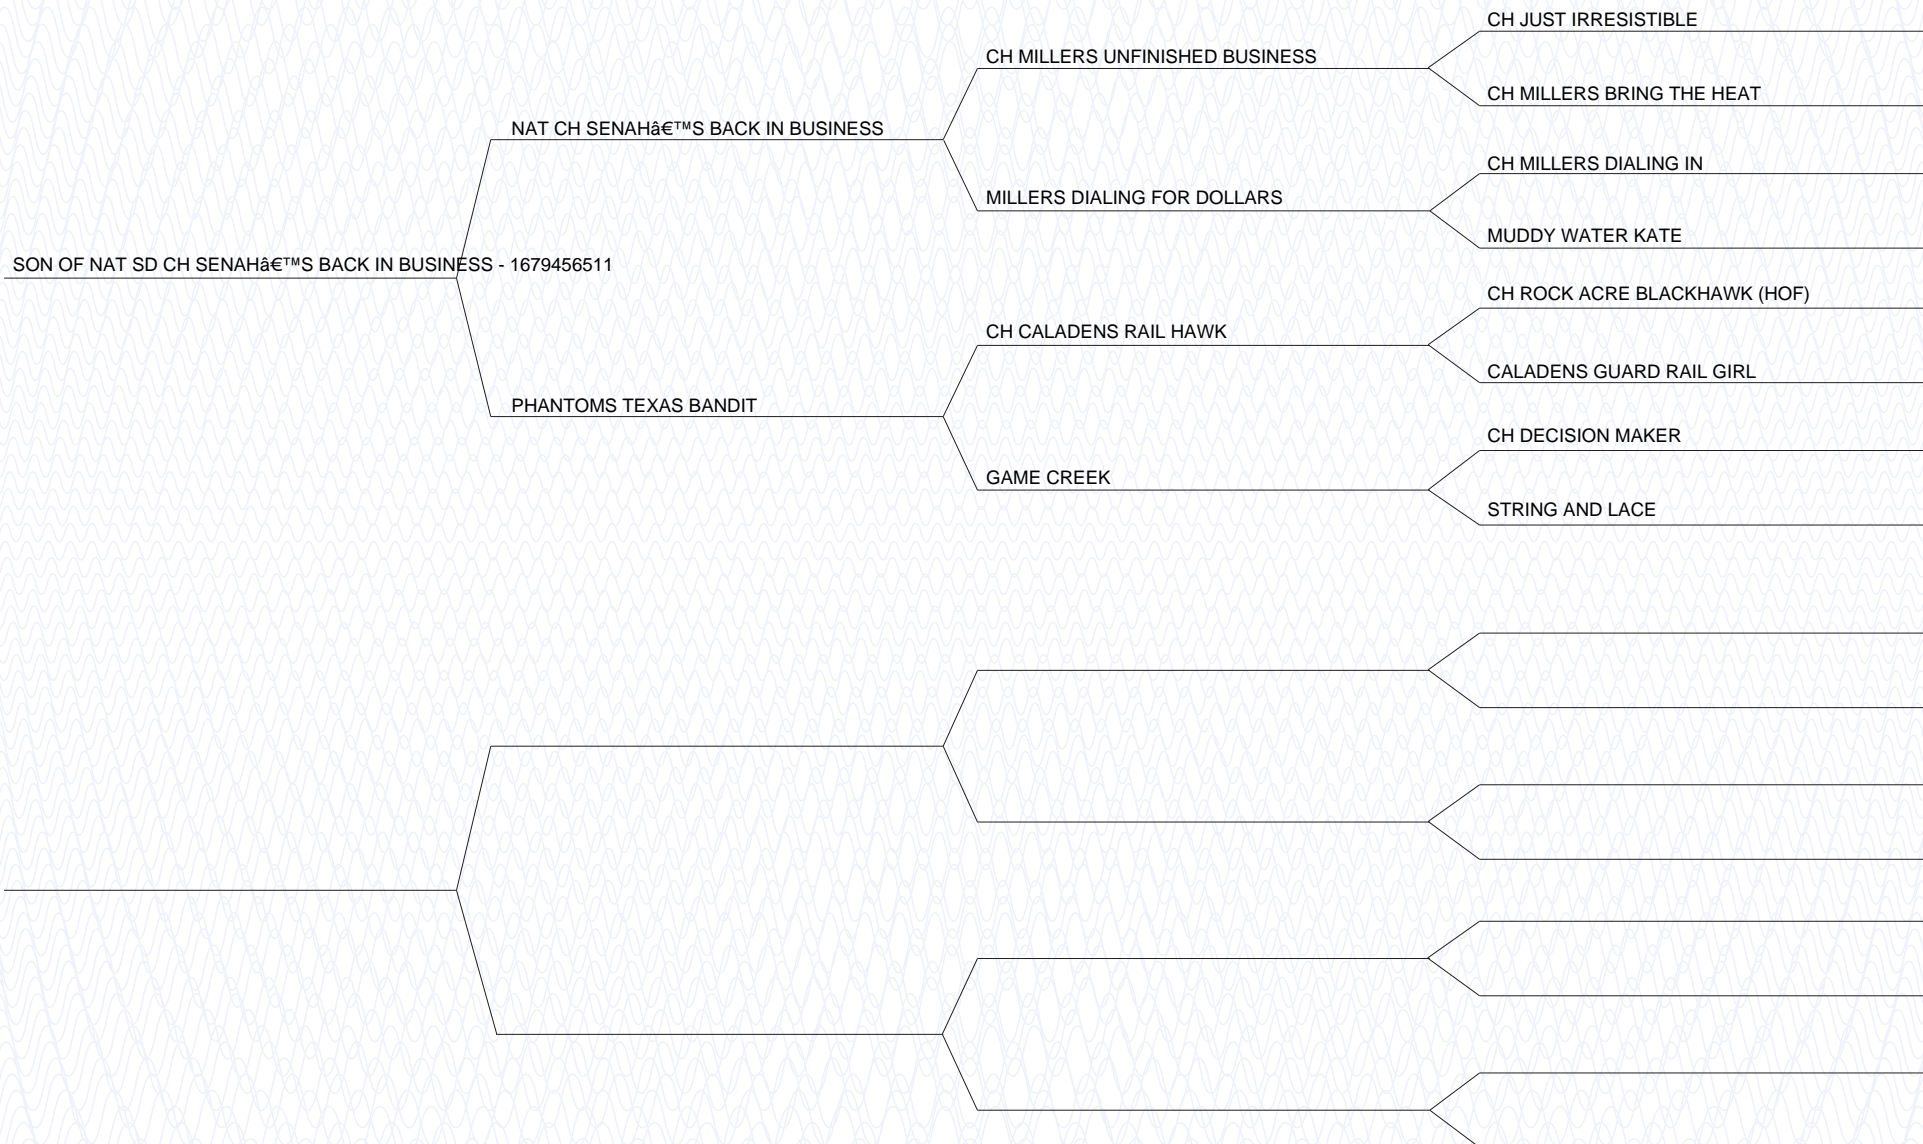 CH JUST IRRESISTIBLE
CH MILLERS UNFINISHED BUSINESS
CH MILLERS BRING THE HEAT
NAT CH SENAHâ€™S BACK IN BUSINESS
CH MILLERS DIALING IN
MILLERS DIALING FOR DOLLARS
MUDDY WATER KATE
SON OF NAT SD CH SENAHâ€™S BACK IN BUSINESS - 1679456511
CH ROCK ACRE BLACKHAWK (HOF)
CH CALADENS RAIL HAWK
CALADENS GUARD RAIL GIRL
PHANTOMS TEXAS BANDIT
CH DECISION MAKER
GAME CREEK
STRING AND LACE